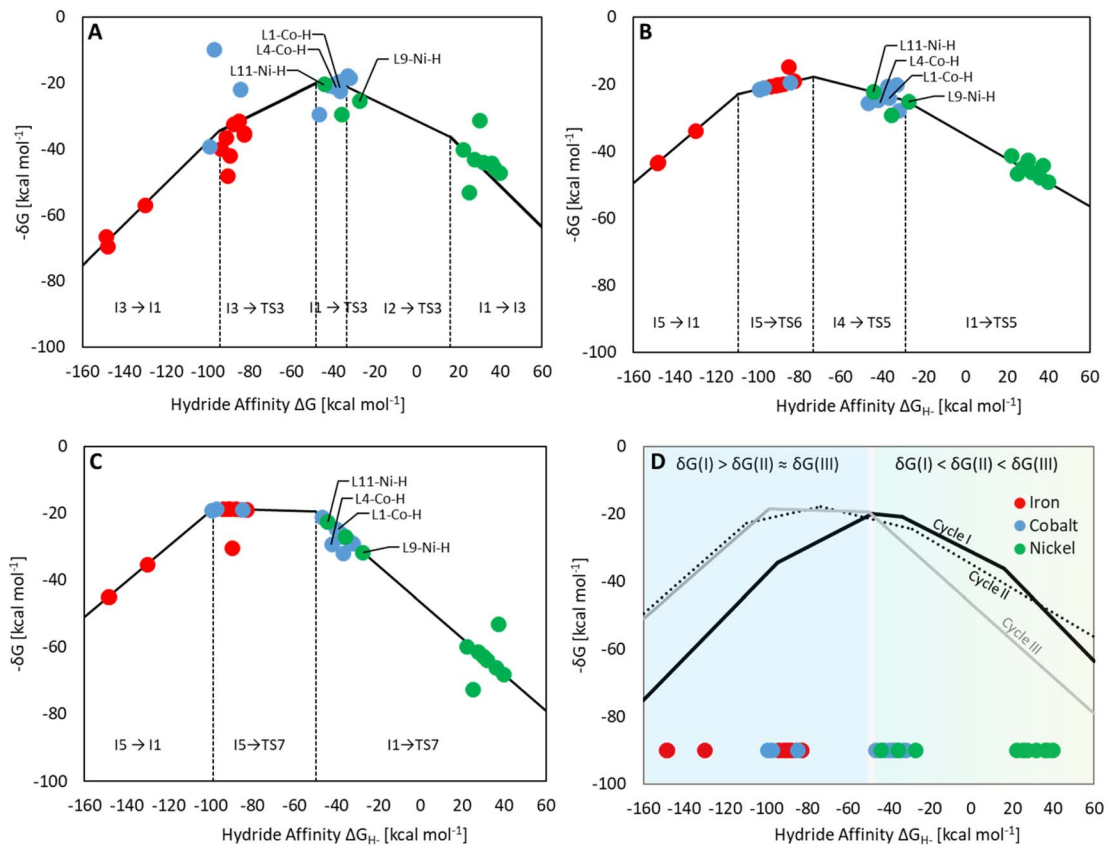 A
0
-20
-40
-60
-80
-100
-δG [kcal mol⁻¹]
L1-Co-H
L4-Co-H
L11-Ni-H
L9-Ni-H
I3 → I1
I3 → TS3
I1 → TS3
I2 → TS3
I1 → I3
-160 -140 -120 -100 -80 -60 -40 -20 0 20 40 60
Hydride Affinity ΔG [kcal mol⁻¹]
B
0
-20
-40
-60
-80
-100
-δG [kcal mol⁻¹]
L11-Ni-H
L4-Co-H
L1-Co-H
L9-Ni-H
I5 → I1
I5→TS6
I4 → TS5
I1→TS5
-160 -140 -120 -100 -80 -60 -40 -20 0 20 40 60
Hydride Affinity ΔG_H- [kcal mol⁻¹]
C
0
-20
-40
-60
-80
-100
-δG [kcal mol⁻¹]
L11-Ni-H
L4-Co-H
L1-Co-H
L9-Ni-H
I5 → I1
I5→TS7
I1→TS7
-160 -140 -120 -100 -80 -60 -40 -20 0 20 40 60
Hydride Affinity ΔG_H- [kcal mol⁻¹]
D
0
-20
-40
-60
-80
-100
-δG [kcal mol⁻¹]
δG(I) > δG(II) ≈ δG(III)
δG(I) < δG(II) < δG(III)
Iron
Cobalt
Nickel
Cycle I
Cycle II
Cycle III
-160 -140 -120 -100 -80 -60 -40 -20 0 20 40 60
Hydride Affinity ΔG_H- [kcal mol⁻¹]